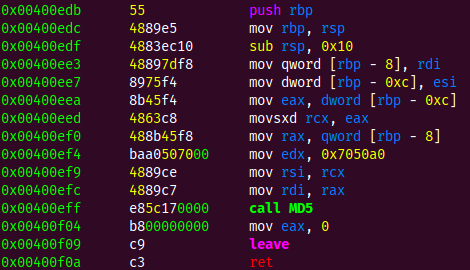 0x00400edb 55 push rbp
0x00400edc 4889e5 mov rbp, rsp
0x00400edf 4883ec10 sub rsp, 0x10
0x00400ee3 48897df8 mov qword [rbp - 8], rdi
0x00400ee7 8975f4 mov dword [rbp - 0xc], esi
0x00400eea 8b45f4 mov eax, dword [rbp - 0xc]
0x00400eed 4863c8 movsxd rcx, eax
0x00400ef0 488b45f8 mov rax, qword [rbp - 8]
0x00400ef4 baa0507000 mov edx, 0x7050a0
0x00400ef9 4889ce mov rsi, rcx
0x00400efc 4889c7 mov rdi, rax
0x00400eff e85c170000 call MD5
0x00400f04 b800000000 mov eax, 0
0x00400f09 c9 leave
0x00400f0a c3 ret